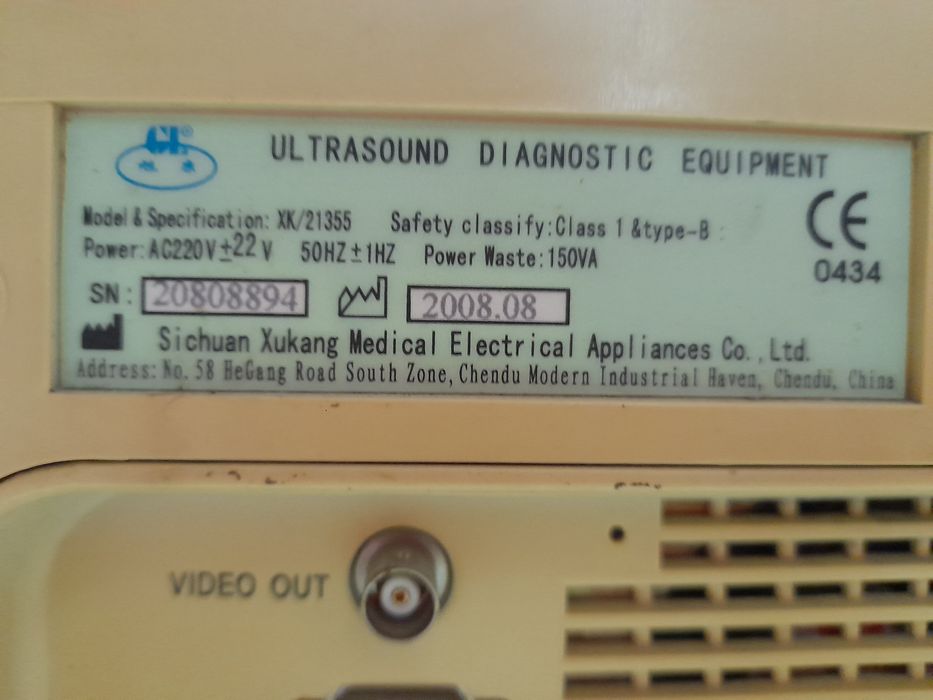 ULTRASOUND DIAGNOSTIC EQUIPMENT
Model & Specification: XK/21355 Safety classify:Class 1 &type-B
Power:AC220V±22V 50HZ±1HZ Power Waste:150VA
CE
0434
SN: 20808894 2008.08
Sichuan Xukang Medical Electrical Appliances Co.,Ltd.
Address: No. 58 HeGang Road South Zone, Chendu Modern Industrial Haven, Chendu, China
VIDEO OUT